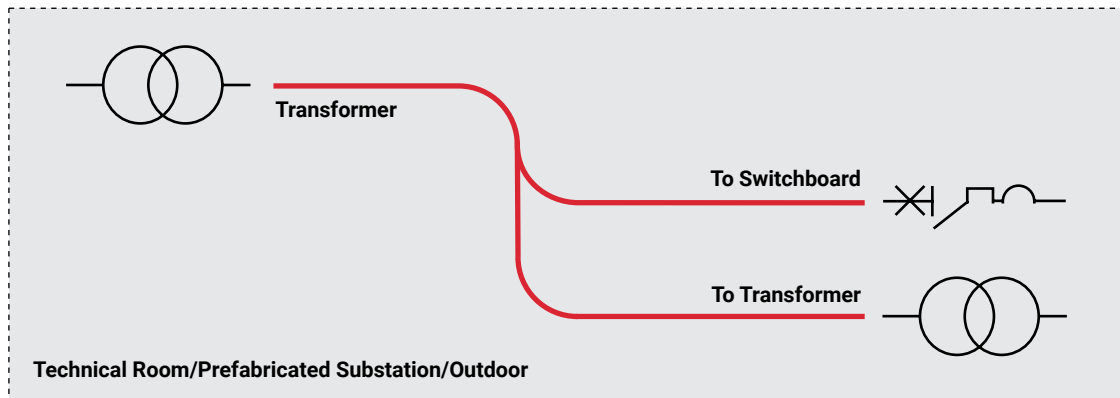 Transformer
To Switchboard
To Transformer
Technical Room/Prefabricated Substation/Outdoor